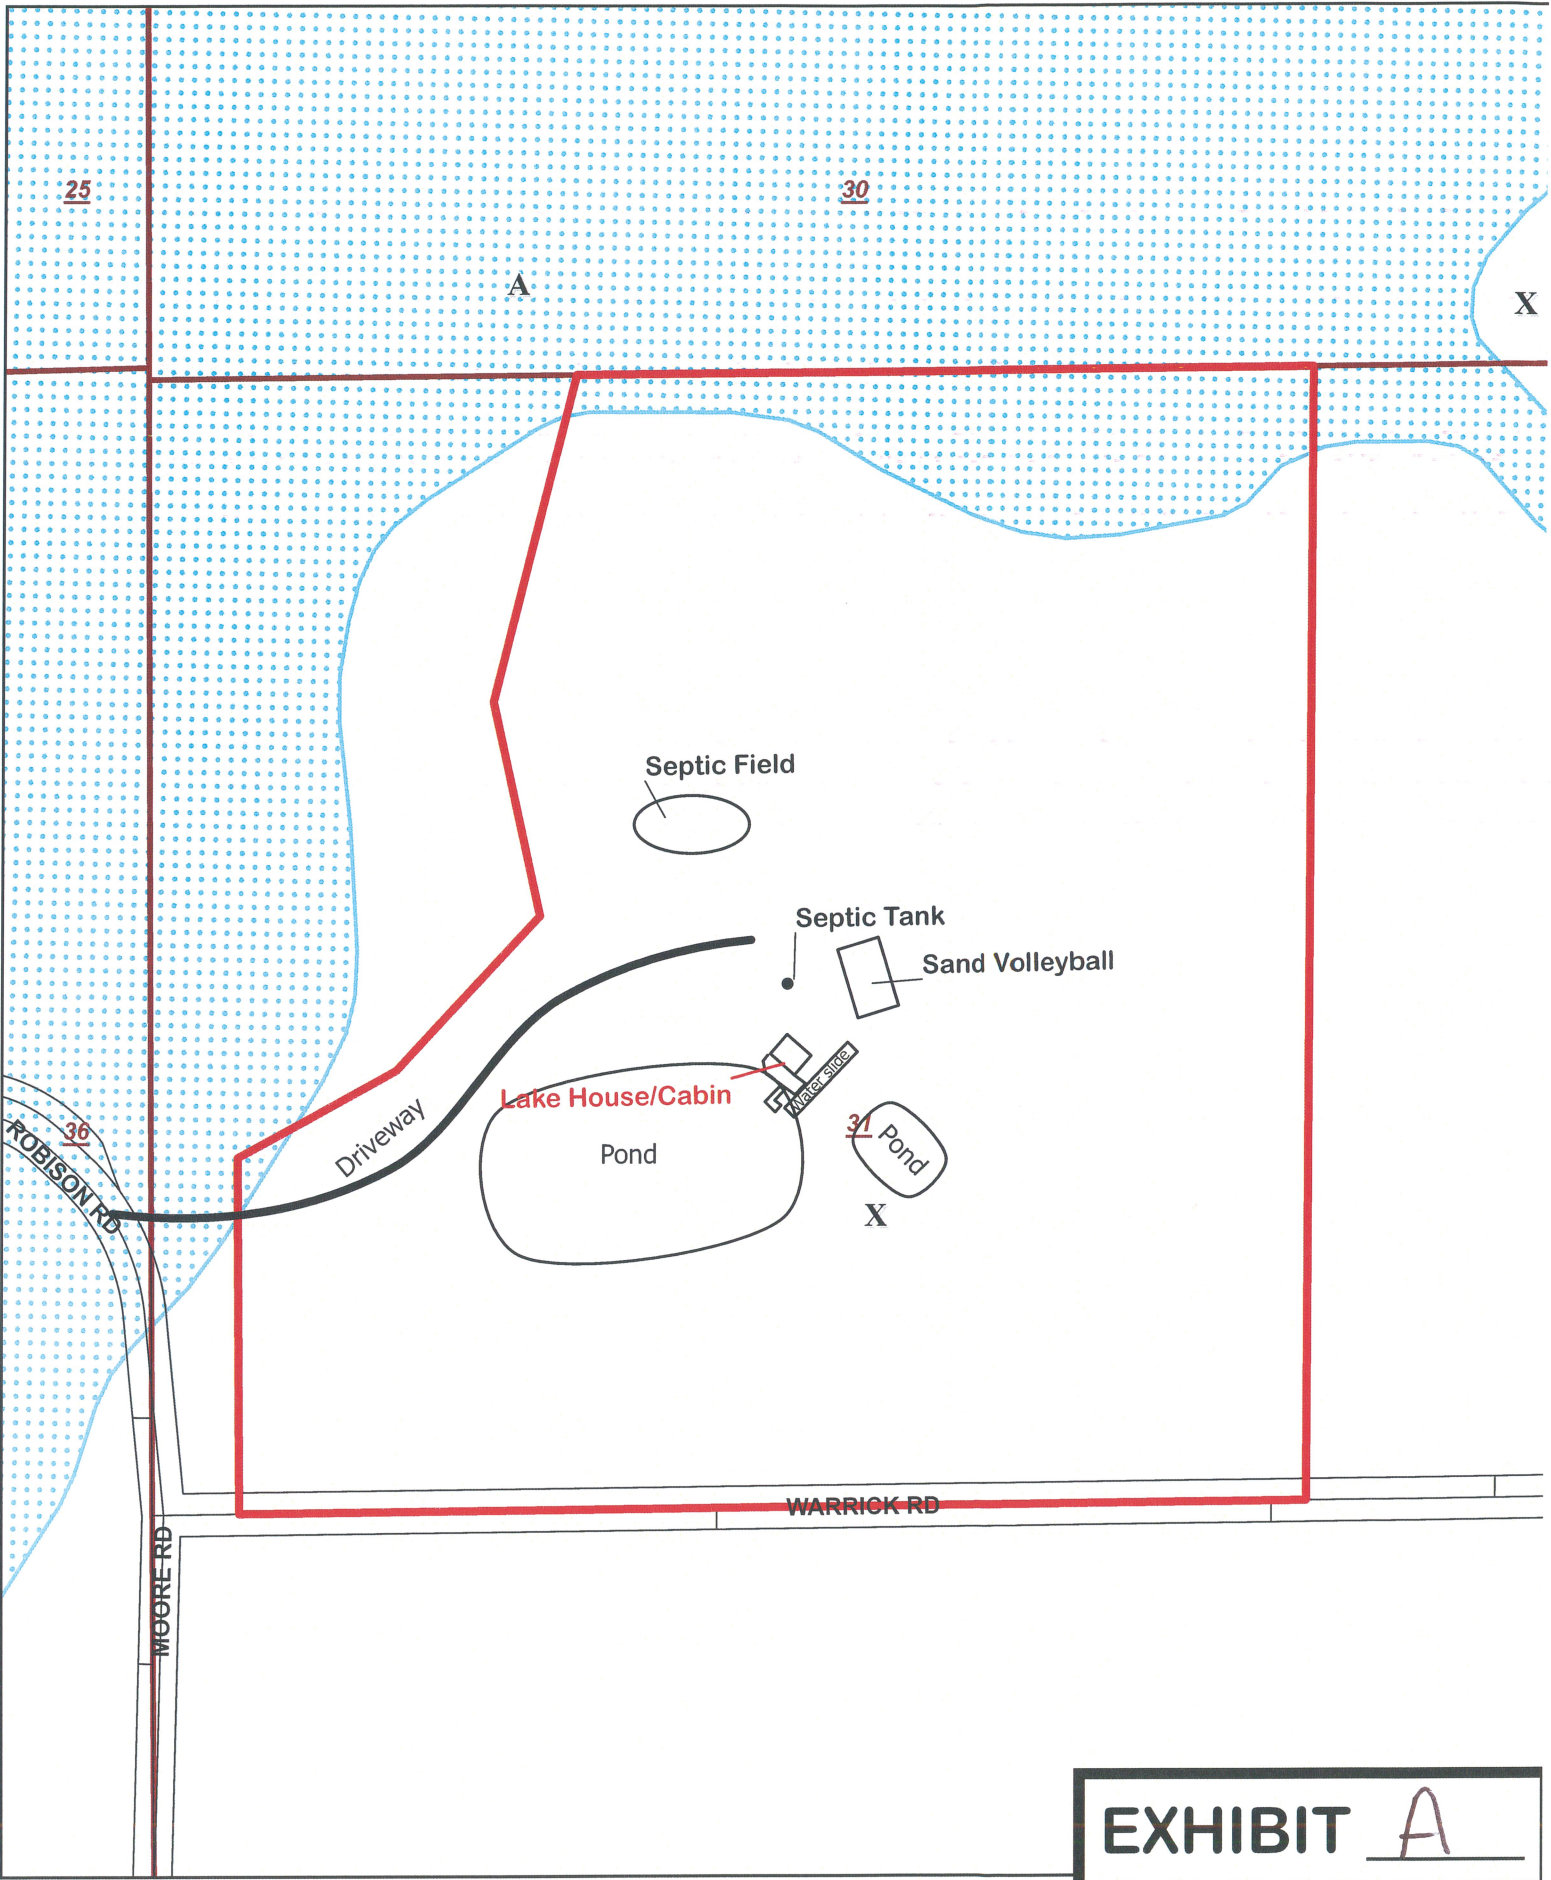 25
30
A
X
Septic Field
Septic Tank
Sand Volleyball
Water slide
Lake House/Cabin
Driveway
36
ROBISON RD
31
Pond
Pond
X
WARRICK RD
MOORE RD
EXHIBIT A